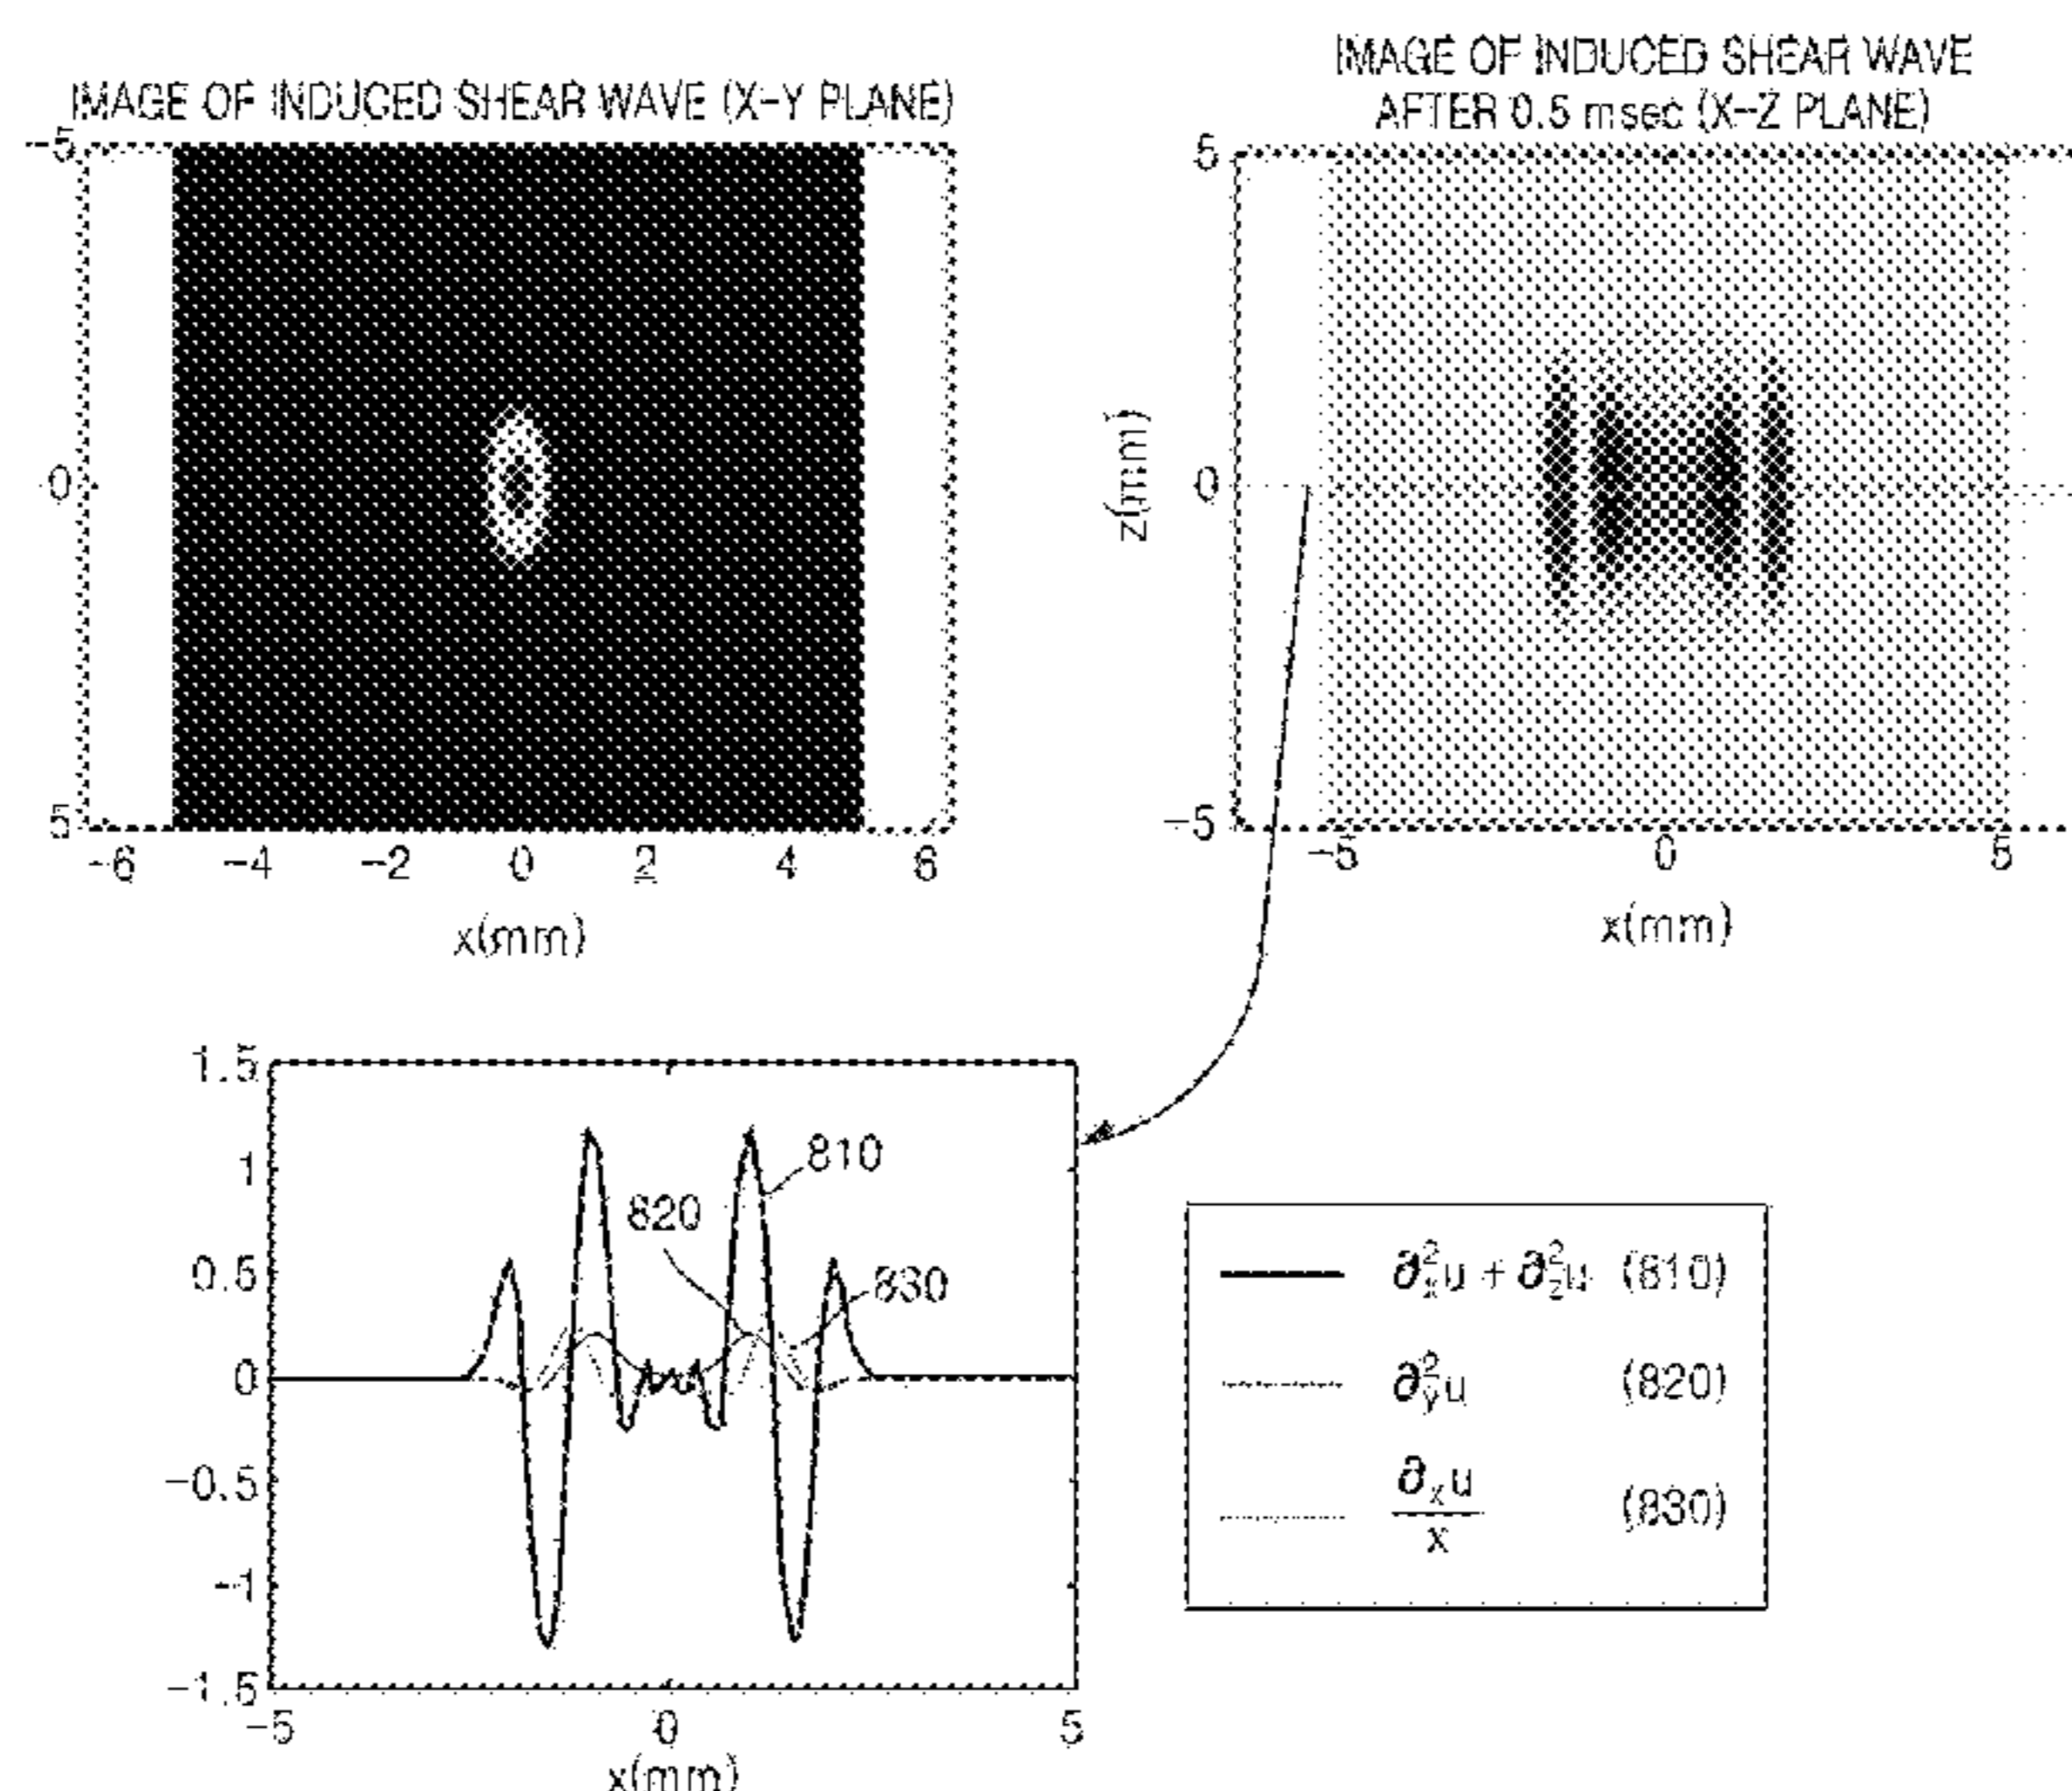 IMAGE OF INDUCED SHEAR WAVE (X-Y PLANE)
-5
0
5
-6 -4 -2 0 2 4 6
x(mm)
IMAGE OF INDUCED SHEAR WAVE
AFTER 0.5 msec (X-Z PLANE)
5
z(mm)
0
-5
-5 0 5
x(mm)
1.5
1
0.5
0
-0.5
-1
-1.5
810
820
830
-5 0 5
x(mm)
∂²ₓu + ∂²_zu (810)
∂²_yu (820)
∂ₓu
x
(830)